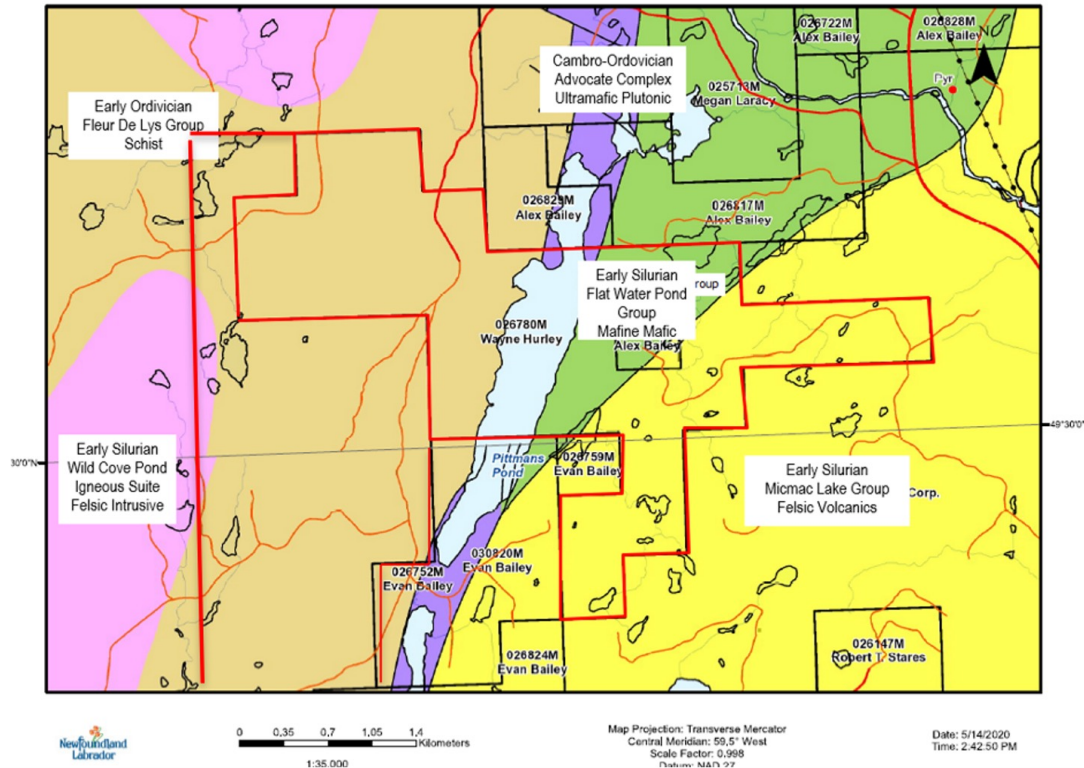 026722M
Alex Bailey
026828M
Alex Bailey
N
Cambro-Ordovician
Advocate Complex
Ultramafic Plutonic
025713M
Megan Laracy
Pyr
Early Ordivician
Fleur De Lys Group
Schist
026829M
Alex Bailey
026817M
Alex Bailey
Early Silurian
Flat Water Pond
Group
Mafine Mafic
roup
Alex Bailey
026780M
Wayne Hurley
49°30'0"
30'0"N
Early Silurian
Wild Cove Pond
Igneous Suite
Felsic Intrusive
Pittmans
Pond
026759M
Evan Bailey
Early Silurian
Micmac Lake Group
Felsic Volcanics
Corp.
026752M
Evan Bailey
030820M
Evan Bailey
026824M
Evan Bailey
026147M
Robert T. Stares
Newfoundland
Labrador
0 0,35 0,7 1,05 1,4
Kilometers
1:35.000
Map Projection: Transverse Mercator
Central Meridian: 59,5° West
Scale Factor: 0,998
Datum: NAD 27
Date: 5/14/2020
Time: 2:42:50 PM